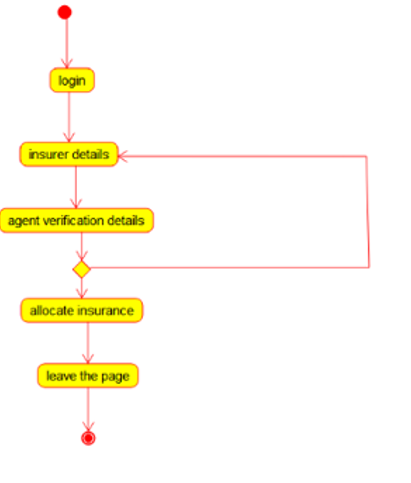 login
insurer details
agent verification details
allocate insurance
leave the page